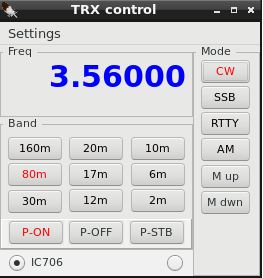 TRX control
Settings
Freq
3.56000
Mode
CW
SSB
RTTY
AM
M up
M dwn
Band
160m 20m 10m
80m 17m 6m
30m 12m 2m
P-ON P-OFF P-STB
IC706